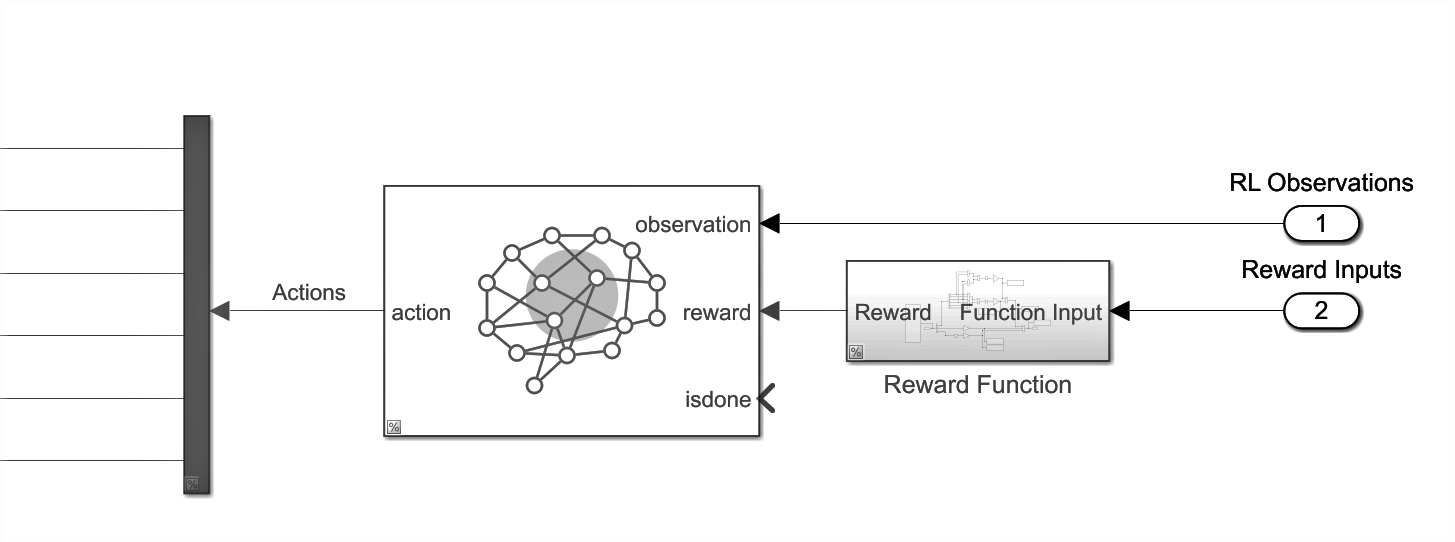 RL Observations
1
observation
Reward Inputs
2
Actions
action
reward
Reward
Function Input
Reward Function
isdone
%
%
%